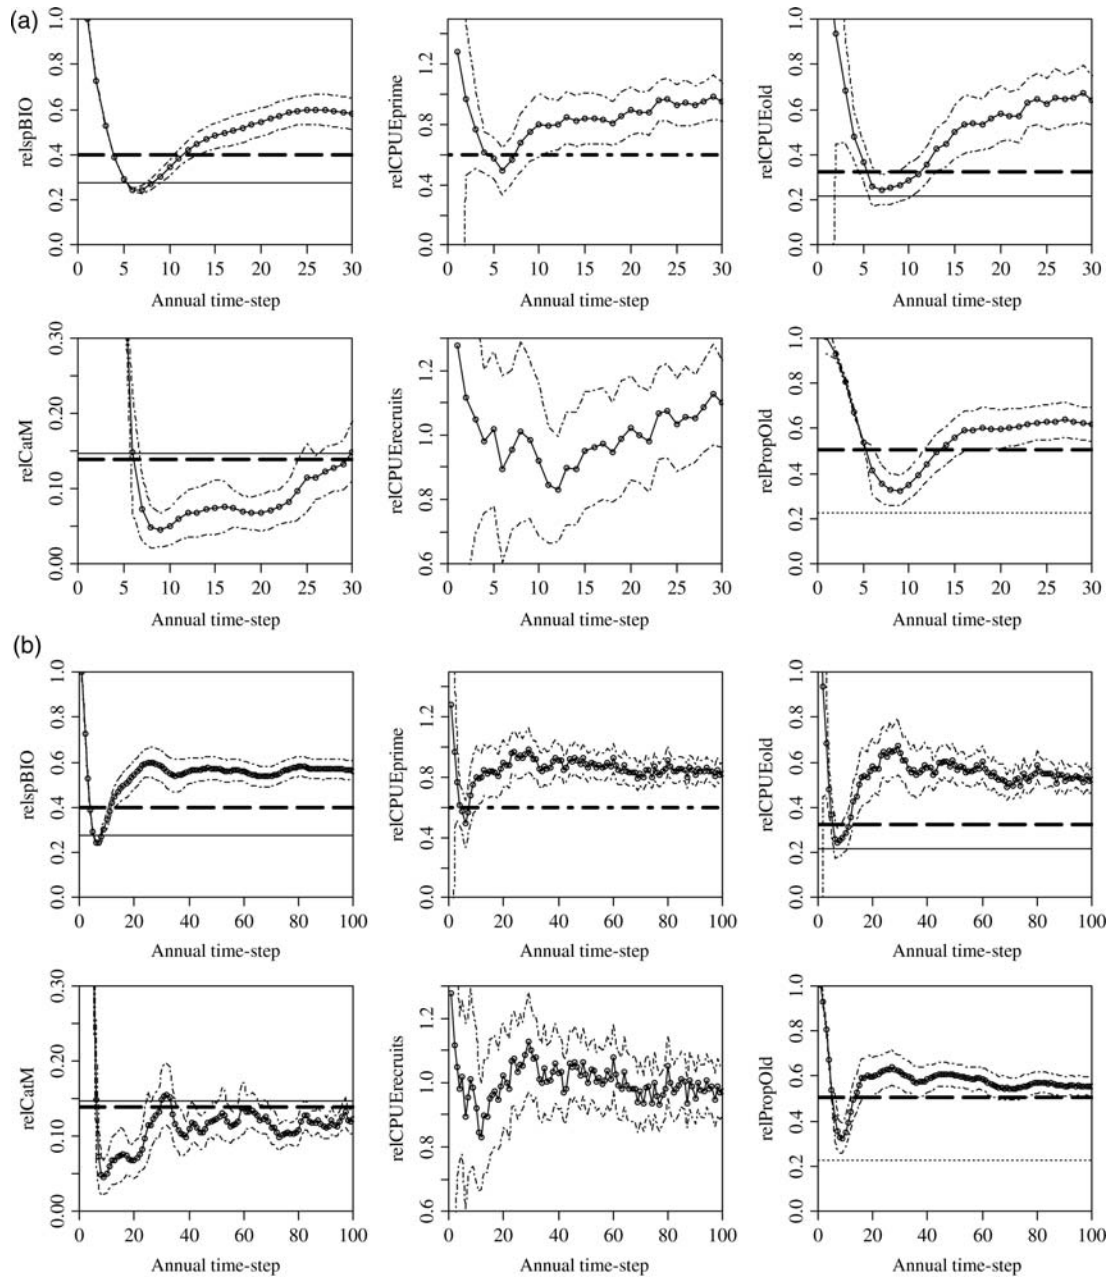 (a)
relspBIO
0.0 0.2 0.4 0.6 0.8 1.0
0 5 10 15 20 25 30
Annual time-step
relCPUEprime
0.0 0.4 0.8 1.2
0 5 10 15 20 25 30
Annual time-step
relCPUEold
0.0 0.2 0.4 0.6 0.8 1.0
0 5 10 15 20 25 30
Annual time-step
relCatM
0.00 0.10 0.20 0.30
0 5 10 15 20 25 30
Annual time-step
relCPUErecruits
0.6 0.8 1.0 1.2
0 5 10 15 20 25 30
Annual time-step
relPropOld
0.0 0.2 0.4 0.6 0.8 1.0
0 5 10 15 20 25 30
Annual time-step
(b)
relspBIO
0.0 0.2 0.4 0.6 0.8 1.0
0 20 40 60 80 100
Annual time-step
relCPUEprime
0.0 0.4 0.8 1.2
0 20 40 60 80 100
Annual time-step
relCPUEold
0.0 0.2 0.4 0.6 0.8 1.0
0 20 40 60 80 100
Annual time-step
relCatM
0.00 0.10 0.20 0.30
0 20 40 60 80 100
Annual time-step
relCPUErecruits
0.6 0.8 1.0 1.2
0 20 40 60 80 100
Annual time-step
relPropOld
0.0 0.2 0.4 0.6 0.8 1.0
0 20 40 60 80 100
Annual time-step